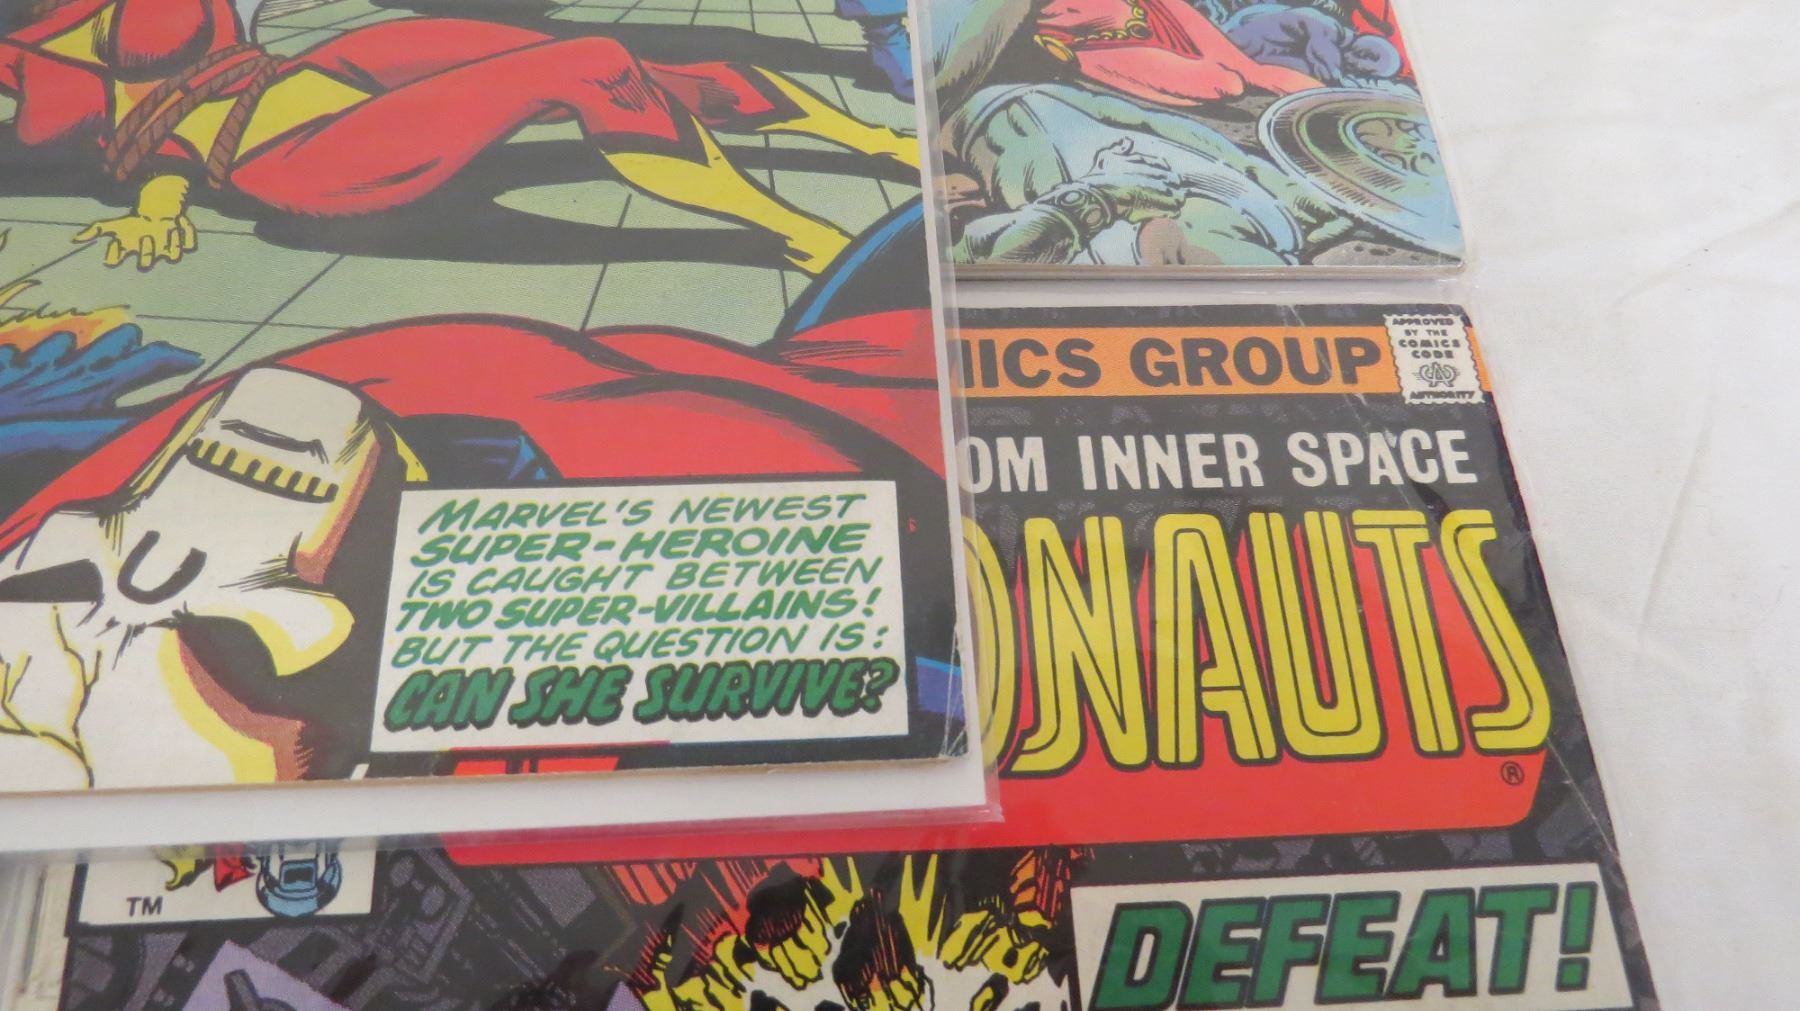 MARVEL'S NEWEST
SUPER-HEROINE
IS CAUGHT BETWEEN
TWO SUPER-VILLAINS!
BUT THE QUESTION IS:
CAN SHE SURVIVE?
MICS GROUP
APPROVED
BY THE
COMICS
CODE
CA
AUTHORITY
OM INNER SPACE
ONAUTS
®
TM
DEFEAT!